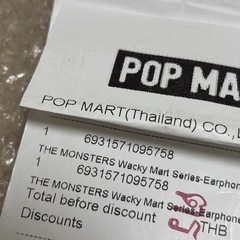 POP MA
POP MART(Thailand) CO.,
1 6931571095758
THE MONSTERS Wacky Mart Series-Earphone
1 6931571095758
THE MONSTERS Wacky Mart Series-Earpho
Total before discount THB
Discounts